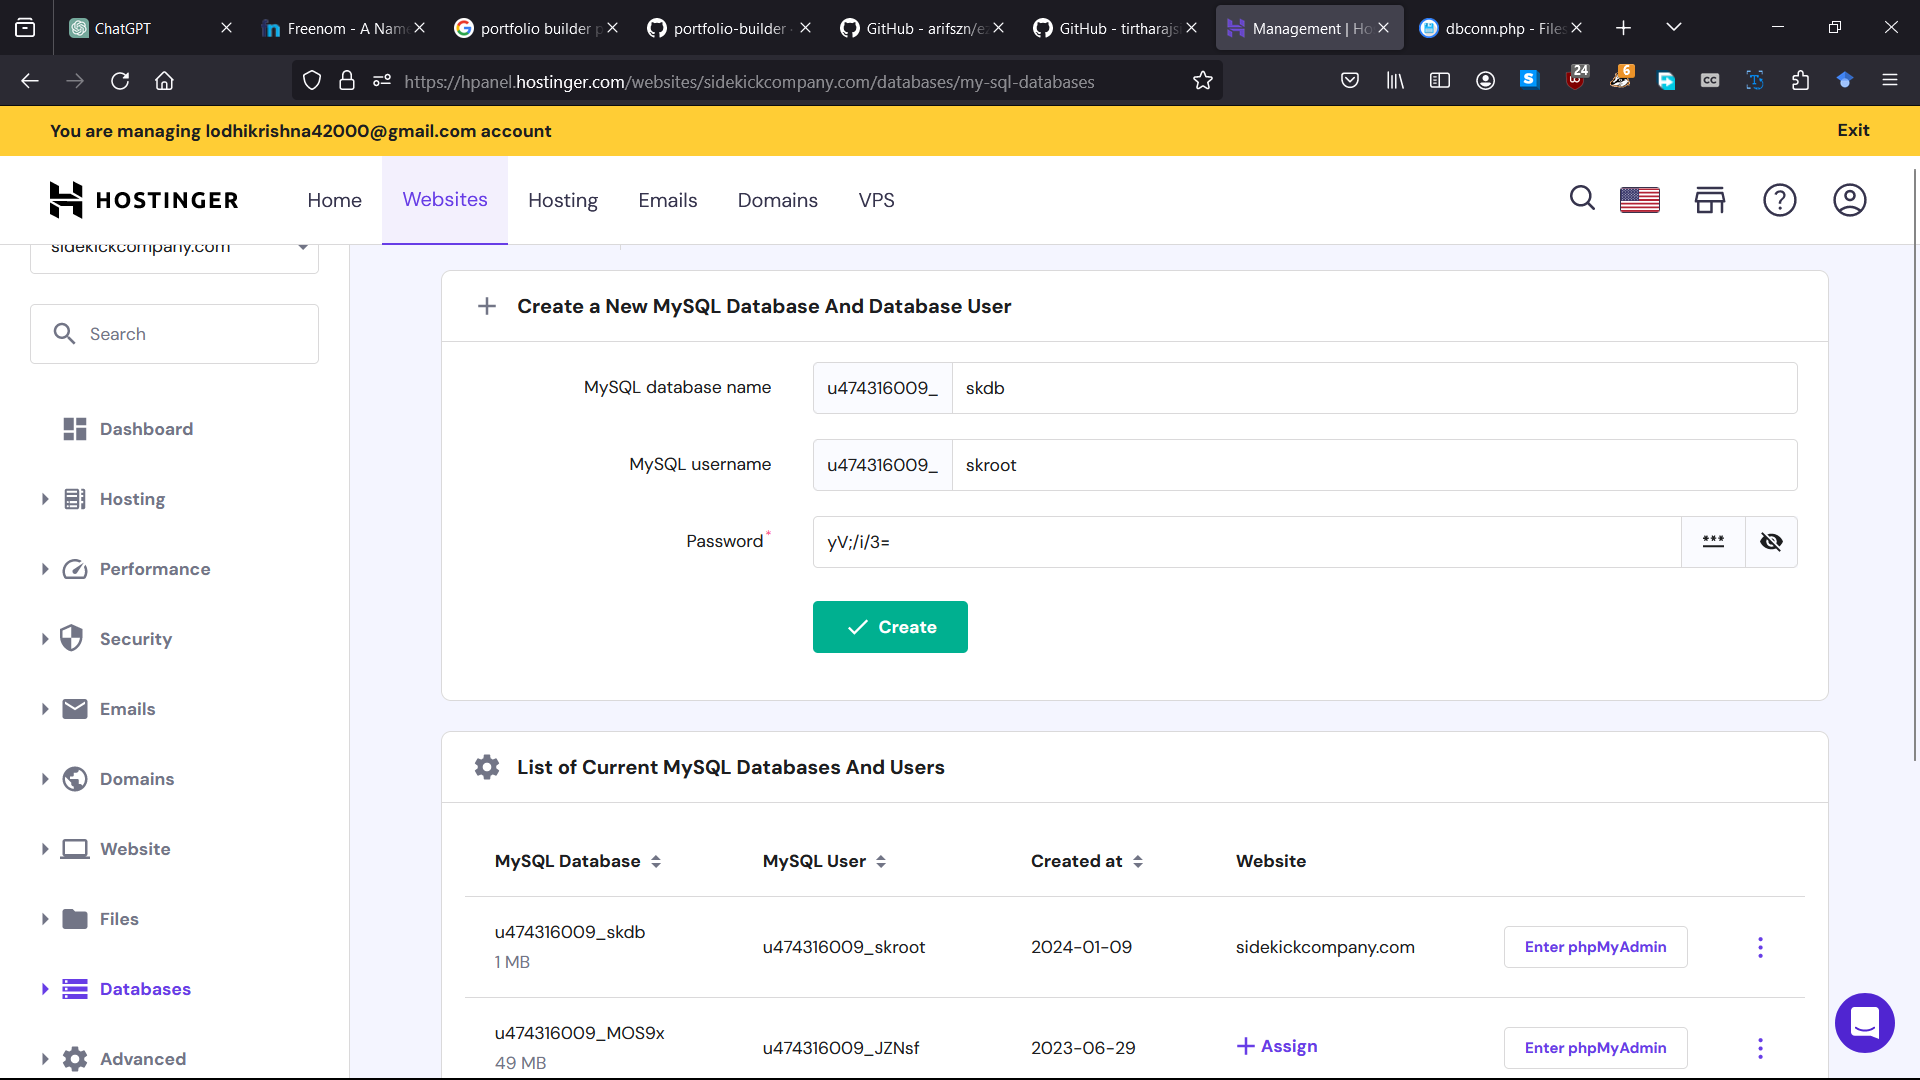 ChatGPT
Freenom - A Name
portfolio builder p
portfolio-builder
GitHub - arifszn/ez
GitHub - tirtharajsi
Management | Ho
dbconn.php - Files
https://hpanel.hostinger.com/websites/sidekickcompany.com/databases/my-sql-databases
24
6
You are managing lodhikrishna42000@gmail.com account
Exit
HOSTINGER
Home
Websites
Hosting
Emails
Domains
VPS
sidekickcompany.com
Search
Dashboard
Hosting
Performance
Security
Emails
Domains
Website
Files
Databases
Advanced
Create a New MySQL Database And Database User
MySQL database name
u474316009_
skdb
MySQL username
u474316009_
skroot
Password*
yV;/i/3=
***
Create
List of Current MySQL Databases And Users
MySQL Database
MySQL User
Created at
Website
u474316009_skdb
1 MB
u474316009_skroot
2024-01-09
sidekickcompany.com
Enter phpMyAdmin
u474316009_MOS9x
49 MB
u474316009_JZNsf
2023-06-29
+ Assign
Enter phpMyAdmin